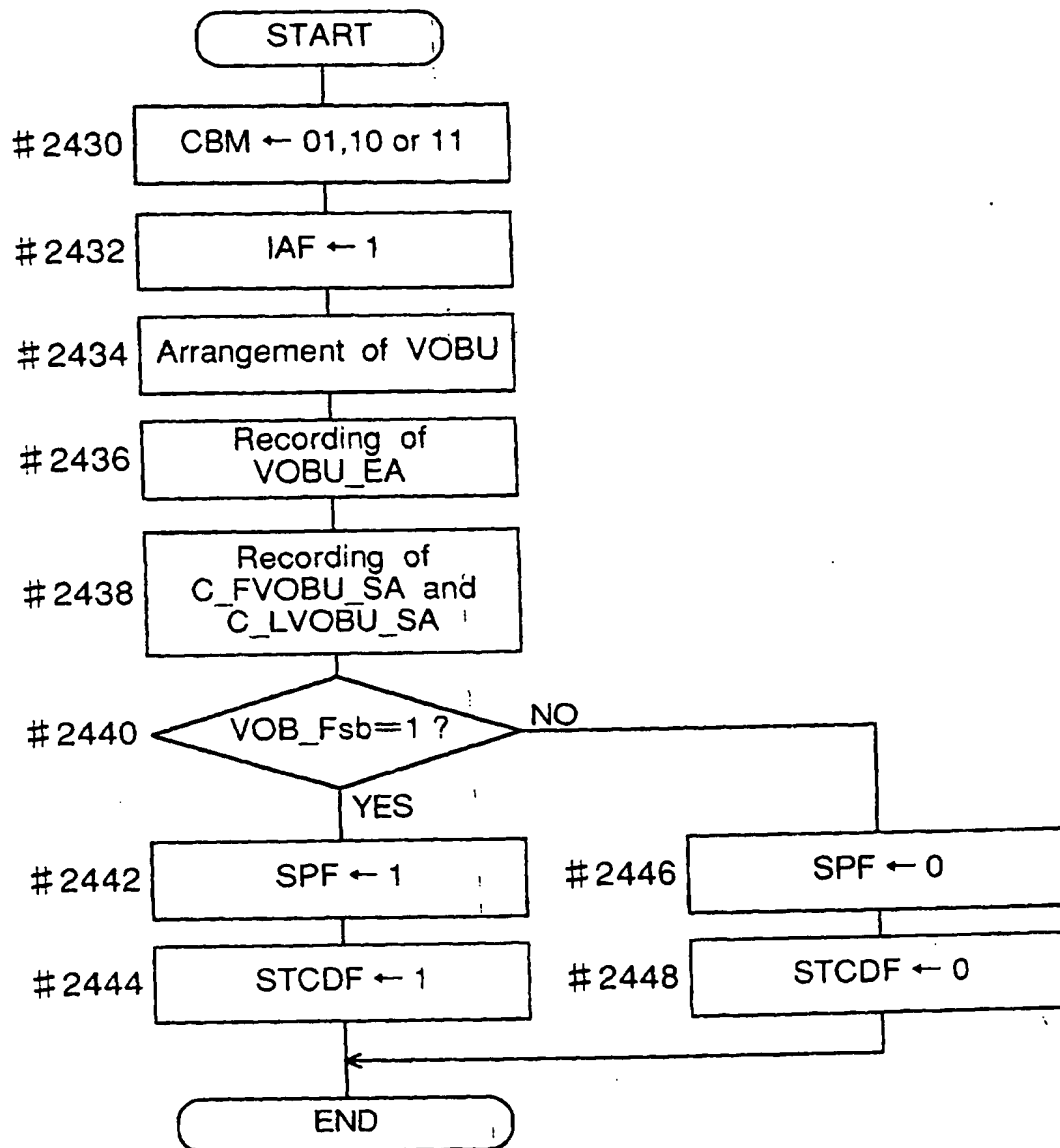 START
#2430
CBM ← 01,10 or 11
#2432
IAF ← 1
#2434
Arrangement of VOBU
#2436
Recording of
VOBU_EA
#2438
Recording of
C_FVOBU_SA and
C_LVOBU_SA
#2440
VOB_Fsb=1 ?
NO
YES
#2442
SPF ← 1
#2446
SPF ← 0
#2444
STCDF ← 1
#2448
STCDF ← 0
END